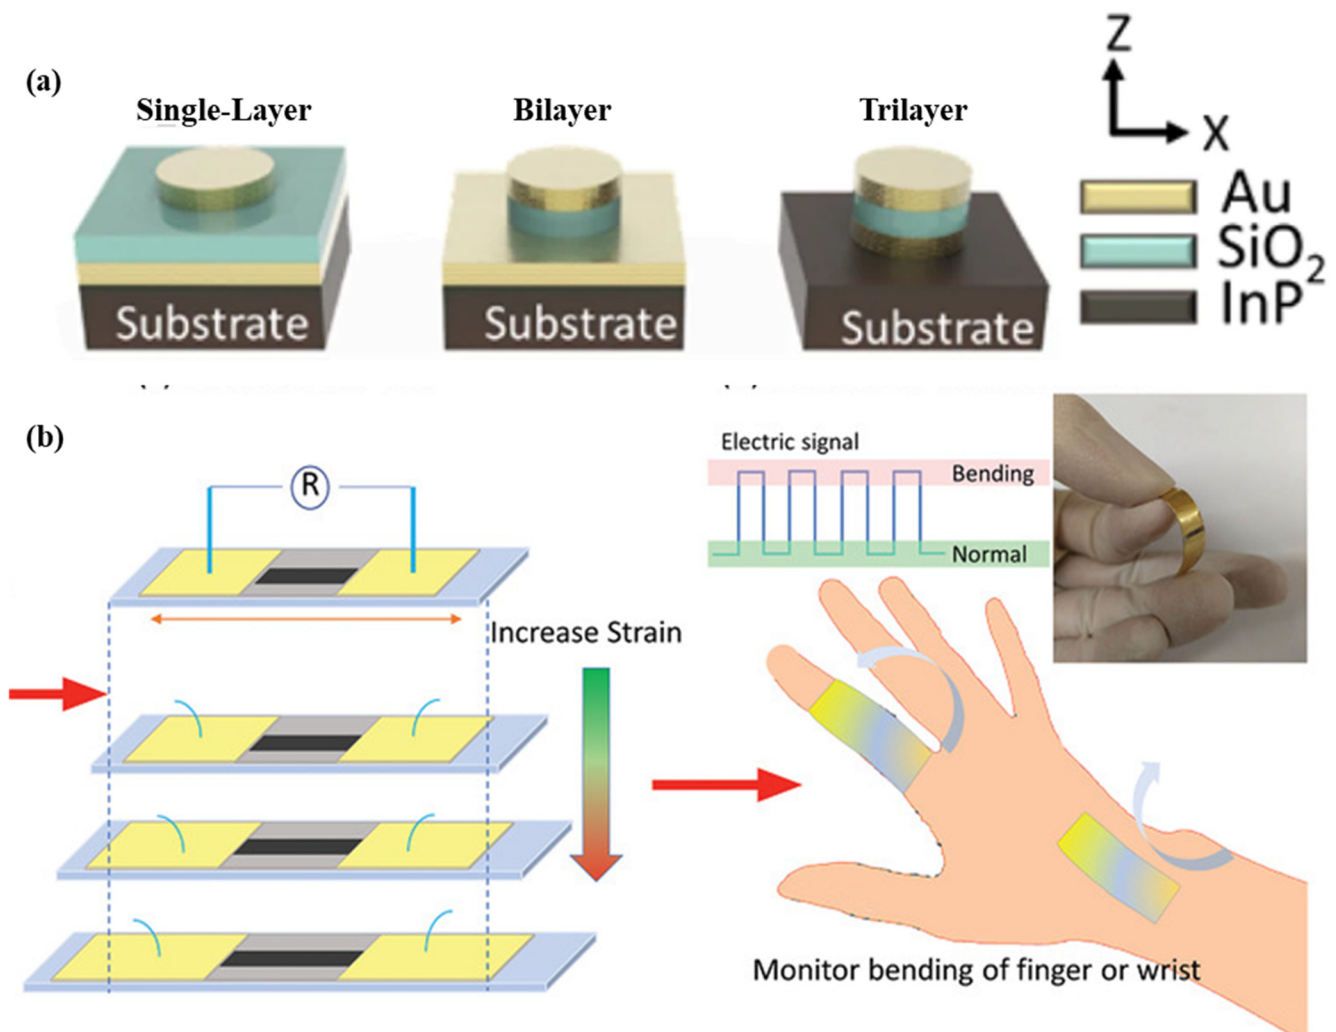 (a)
Single-Layer
Bilayer
Trilayer
Z
X
Au
SiO₂
InP
Substrate
Substrate
Substrate
(b)
R
Increase Strain
Electric signal
Bending
Normal
Monitor bending of finger or wrist